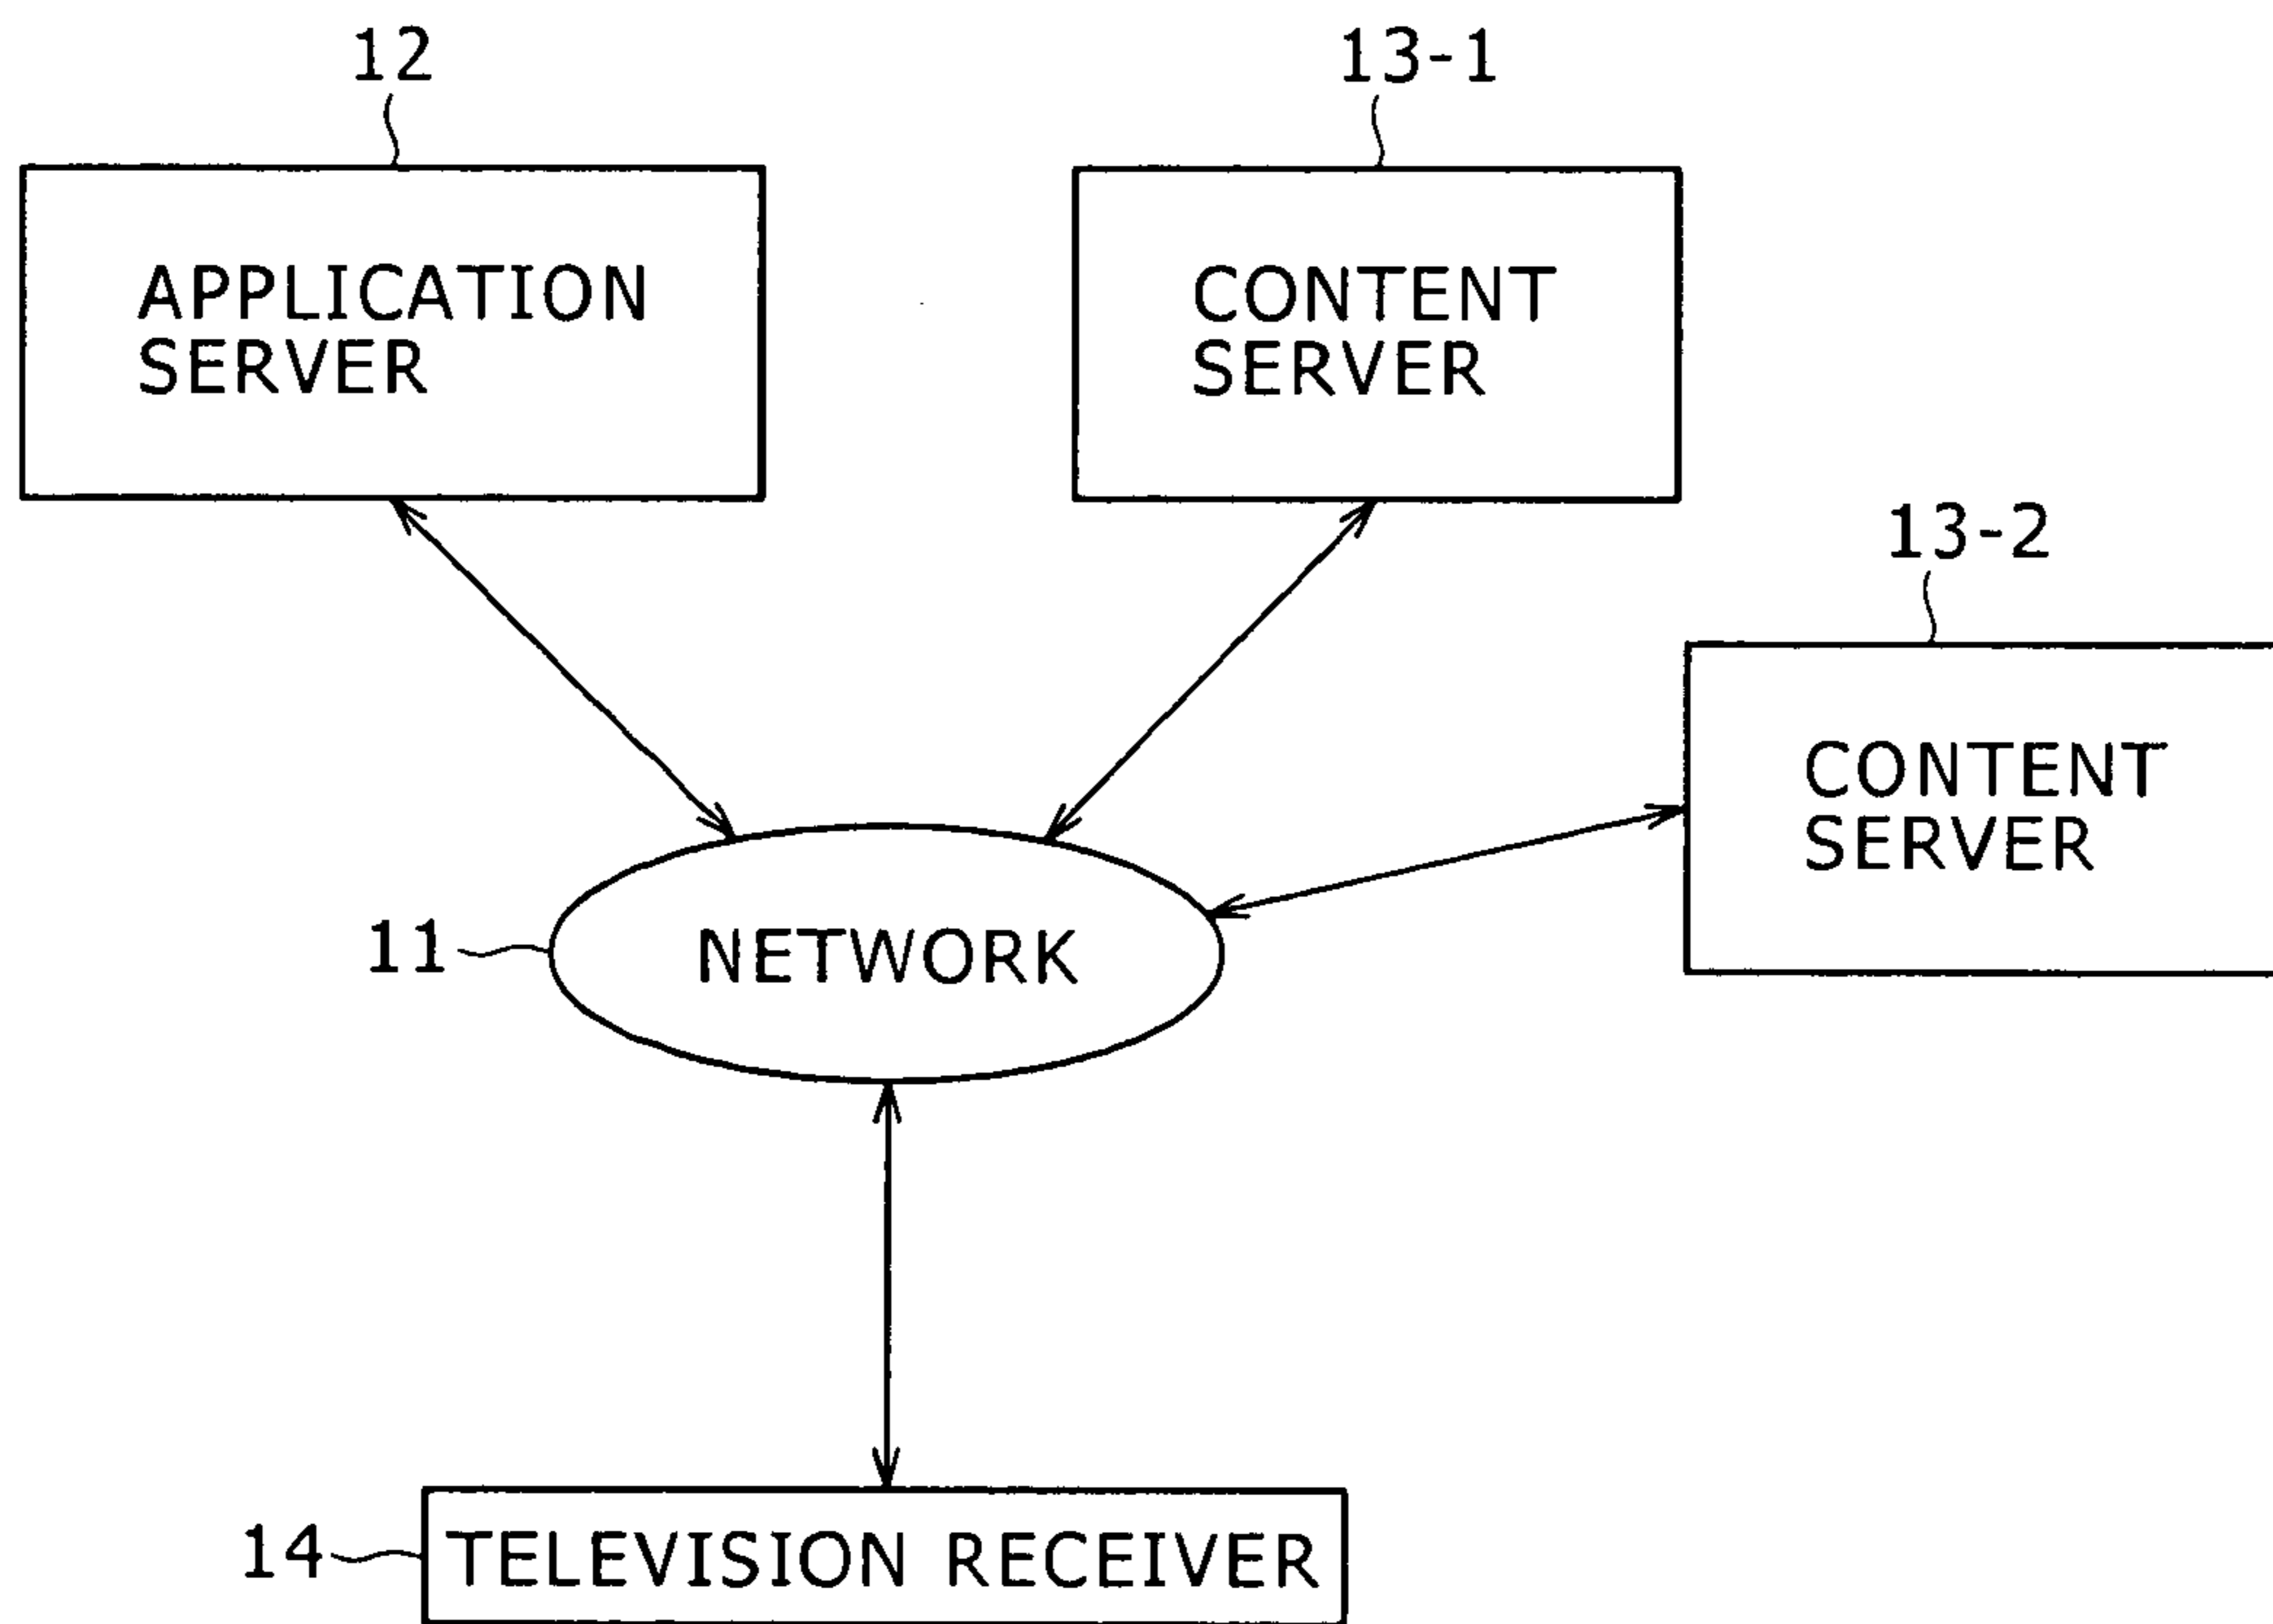 12
13-1
APPLICATION
SERVER
CONTENT
SERVER
13-2
CONTENT
SERVER
11
NETWORK
14
TELEVISION RECEIVER